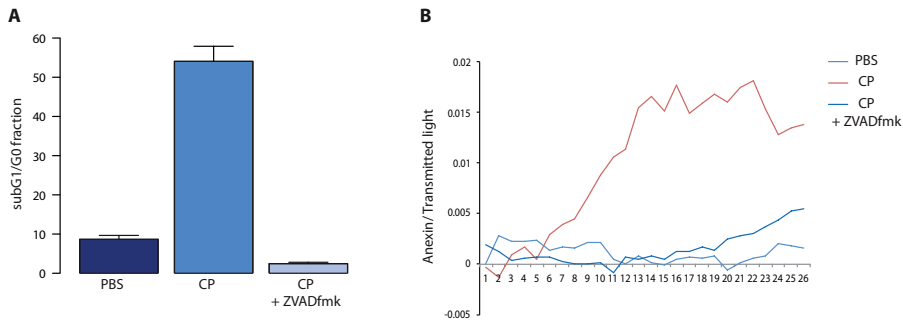 A
subG1/G0 fraction
60
50
40
30
20
10
0
PBS
CP
CP
+ ZVADfmk
B
Anexin/Transmitted light
0.02
0.015
0.01
0.005
0
-0.005
1 2 3 4 5 6 7 8 9 10 11 12 13 14 15 16 17 18 19 20 21 22 23 24 25 26
PBS
CP
CP
+ ZVADfmk